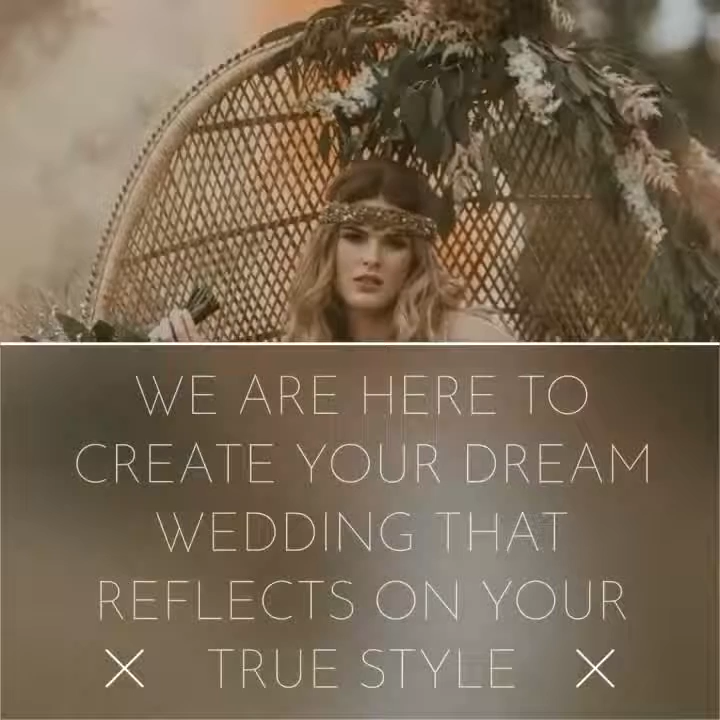 WE ARE HERE TO
CREATE YOUR DREAM
WEDDING THAT
REFLECTS ON YOUR
TRUE STYLE